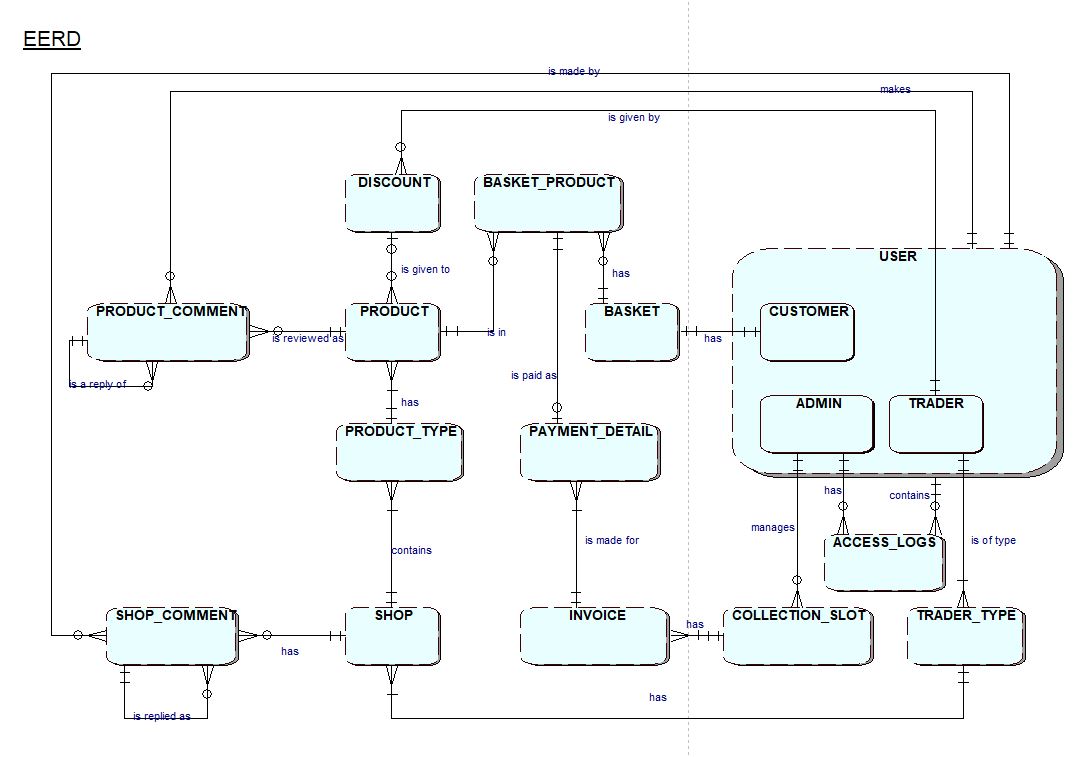 EERD
is made by
makes
is given by
DISCOUNT
BASKET_PRODUCT
USER
is given to
has
PRODUCT_COMMENT
PRODUCT
BASKET
CUSTOMER
is reviewed as
is in
has
is a reply of
is paid as
has
ADMIN
TRADER
PRODUCT_TYPE
PAYMENT_DETAIL
has
contains
manages
is made for
ACCESS_LOGS
is of type
contains
SHOP_COMMENT
SHOP
INVOICE
COLLECTION_SLOT
TRADER_TYPE
has
has
has
is replied as